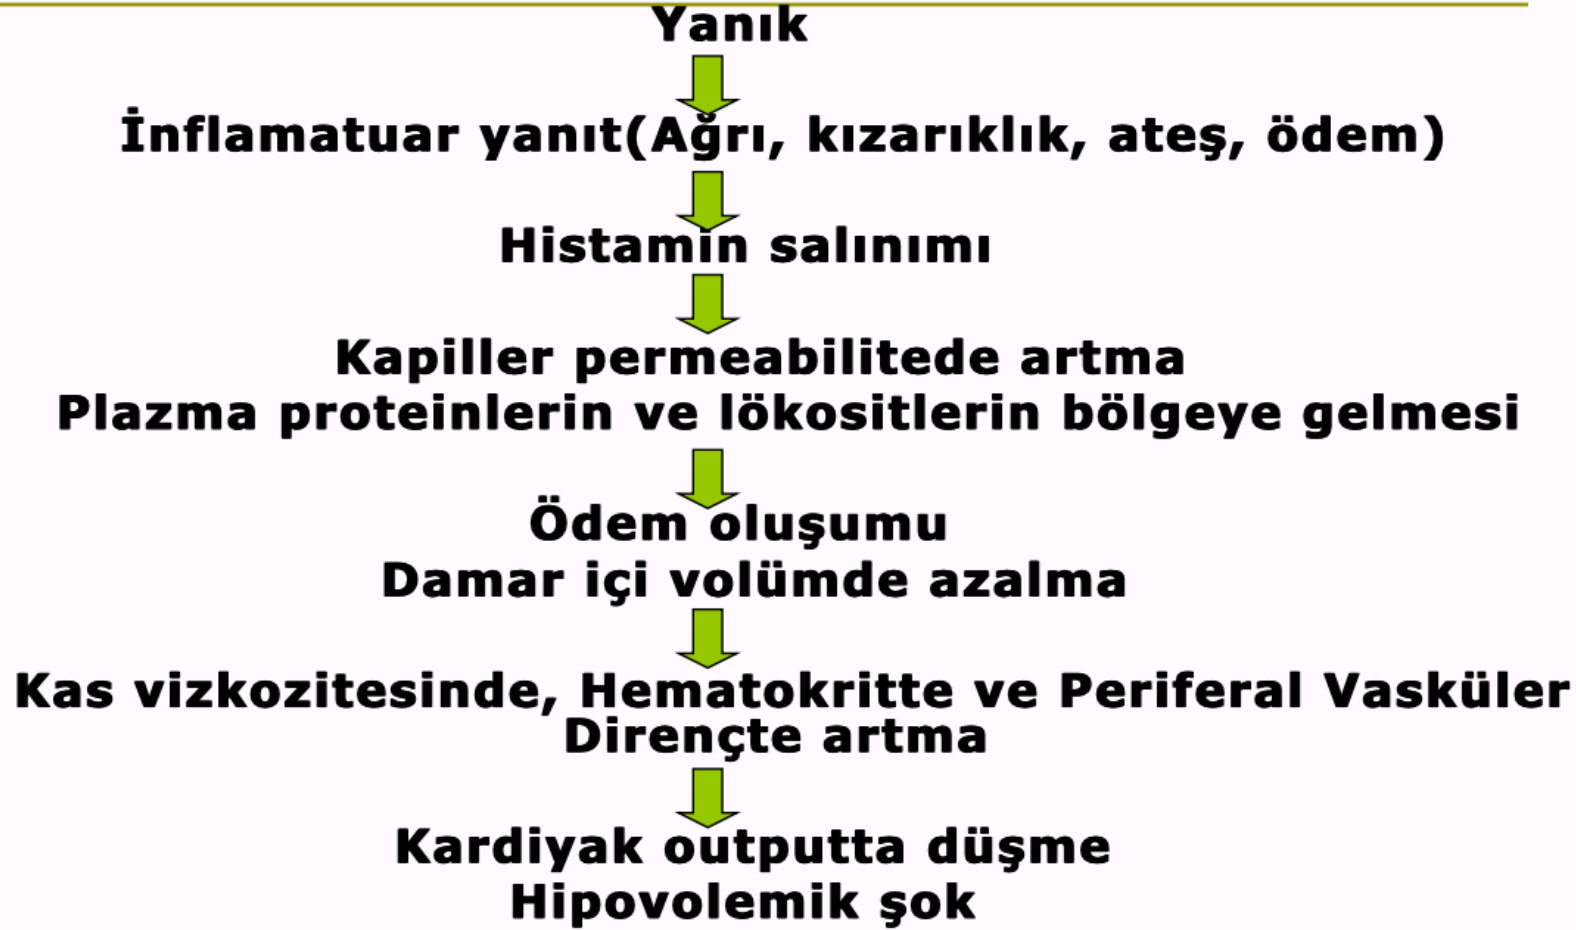 Yanık
İnflamatuar yanıt(Ağrı, kızarıklık, ateş, ödem)
Histamin salınımı
Kapiller permeabilitede artma
Plazma proteinlerin ve lökositlerin bölgeye gelmesi
Ödem oluşumu
Damar içi volümde azalma
Kas vizkozitesinde, Hematokritte ve Periferal Vasküler
Dirençte artma
Kardiyak outputta düşme
Hipovolemik şok